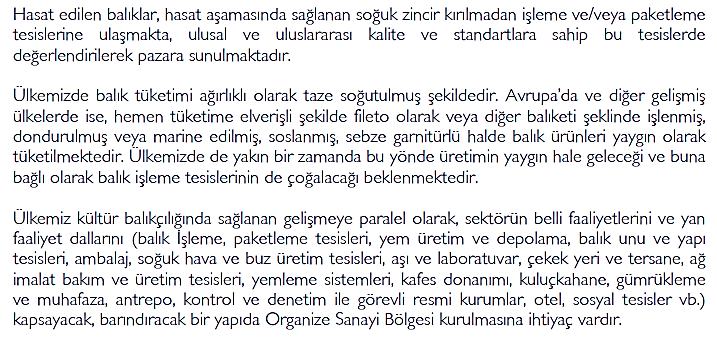 Hasat edilen balıklar, hasat aşamasında sağlanan soğuk zincir kırılmadan işleme ve/veya paketleme
tesislerine ulaşmakta, ulusal ve uluslararası kalite ve standartlara sahip bu tesislerde
değerlendirilerek pazara sunulmaktadır.
Ülkemizde balık tüketimi ağırlıklı olarak taze soğutulmuş şekildedir. Avrupa'da ve diğer gelişmiş
ülkelerde ise, hemen tüketime elverişli şekilde fileto olarak veya diğer balıketi şeklinde işlenmiş,
dondurulmuş veya marine edilmiş, soslanmış, sebze garnitürlü halde balık ürünleri yaygın olarak
tüketilmektedir. Ülkemizde de yakın bir zamanda bu yönde üretimin yaygın hale geleceği ve buna
bağlı olarak balık işleme tesislerinin de çoğalacağı beklenmektedir.
Ülkemiz kültür balıkçılığında sağlanan gelişmeye paralel olarak, sektörün belli faaliyetlerini ve yan
faaliyet dallarını (balık İşleme, paketleme tesisleri, yem üretim ve depolama, balık unu ve yapı
tesisleri, ambalaj, soğuk hava ve buz üretim tesisleri, aşı ve laboratuvar, çekek yeri ve tersane, ağ
imalat bakım ve üretim tesisleri, yemleme sistemleri, kafes donanımı, kuluçkahane, gümrükleme
ve muhafaza, antrepo, kontrol ve denetim ile görevli resmi kurumlar, otel, sosyal tesisler vb.)
kapsayacak, barındıracak bir yapıda Organize Sanayi Bölgesi kurulmasına ihtiyaç vardır.